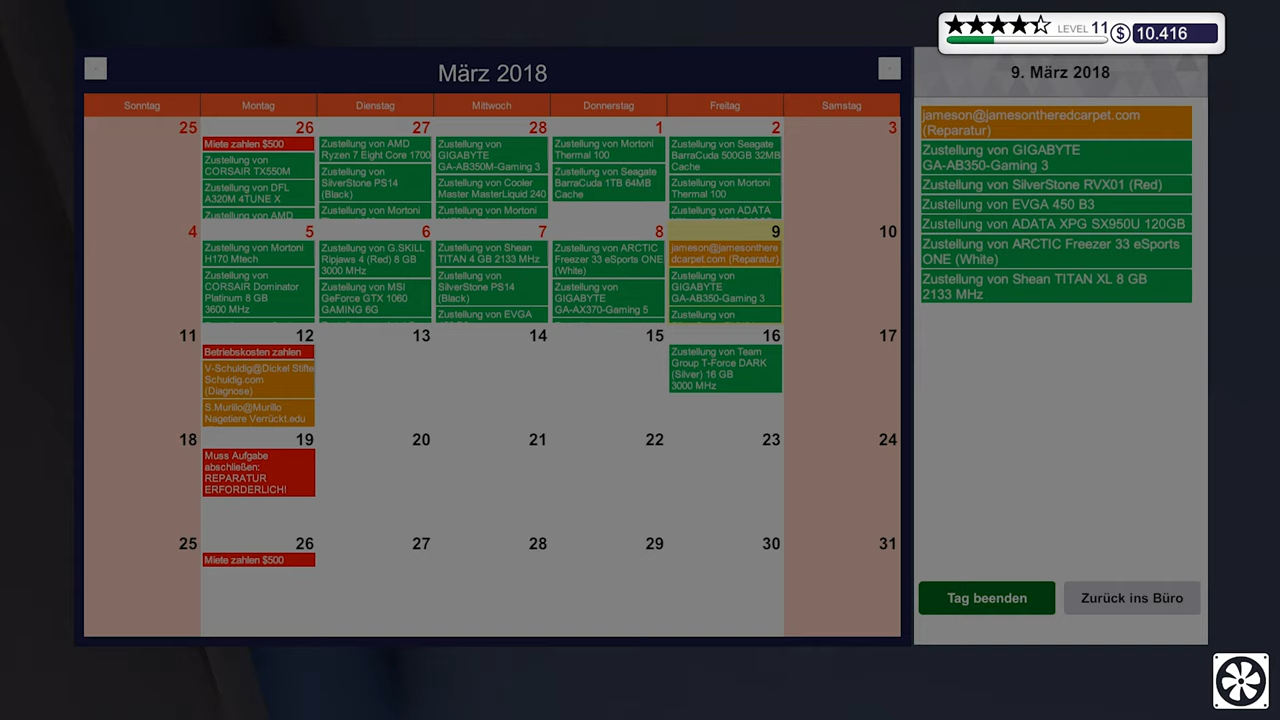 LEVEL 11
$ 10.416
März 2018
Sonntag Montag Dienstag Mittwoch Donnerstag Freitag Samstag
25
26
Miete zahlen $500
Zustellung von
CORSAIR TX550M
Zustellung von DFL
A320M 4TUNE X
Zustellung von AMD
27
Zustellung von AMD
Ryzen 7 Eight Core 1700
Zustellung von
SilverStone PS14
(Black)
Zustellung von Mortoni
28
Zustellung von
GIGABYTE
GA-AB350M-Gaming 3
Zustellung von Cooler
Master MasterLiquid 240
Zustellung von Mortoni
1
Zustellung von Mortoni
Thermal 100
Zustellung von Seagate
BarraCuda 1TB 64MB
Cache
2
Zustellung von Seagate
BarraCuda 500GB 32MB
Cache
Zustellung von Mortoni
Thermal 100
Zustellung von ADATA
3
4
5
Zustellung von Mortoni
H170 Mtech
Zustellung von
CORSAIR Dominator
Platinum 8 GB
3600 MHz
6
Zustellung von G.SKILL
Ripjaws 4 (Red) 8 GB
3000 MHz
Zustellung von MSI
GeForce GTX 1060
GAMING 6G
7
Zustellung von Shean
TITAN 4 GB 2133 MHz
Zustellung von
SilverStone PS14
(Black)
Zustellung von EVGA
8
Zustellung von ARCTIC
Freezer 33 eSports ONE
(White)
Zustellung von
GIGABYTE
GA-AX370-Gaming 5
9
jameson@jamesonthere
dcarpet.com (Reparatur)
Zustellung von
GIGABYTE
GA-AB350-Gaming 3
Zustellung von
10
11
12
Betriebskosten zahlen
V-Schuldig@Dickel Stifte
Schuldig.com
(Diagnose)
S.Murillo@Murillo
Nagetiere Verrückt.edu
13
14
15
16
Zustellung von Team
Group T-Force DARK
(Silver) 16 GB
3000 MHz
17
18
19
Muss Aufgabe
abschließen:
REPARATUR
ERFORDERLICH!
20
21
22
23
24
25
26
Miete zahlen $500
27
28
29
30
31
9. März 2018
jameson@jamesontheredcarpet.com
(Reparatur)
Zustellung von GIGABYTE
GA-AB350-Gaming 3
Zustellung von SilverStone RVX01 (Red)
Zustellung von EVGA 450 B3
Zustellung von ADATA XPG SX950U 120GB
Zustellung von ARCTIC Freezer 33 eSports
ONE (White)
Zustellung von Shean TITAN XL 8 GB
2133 MHz
Tag beenden
Zurück ins Büro